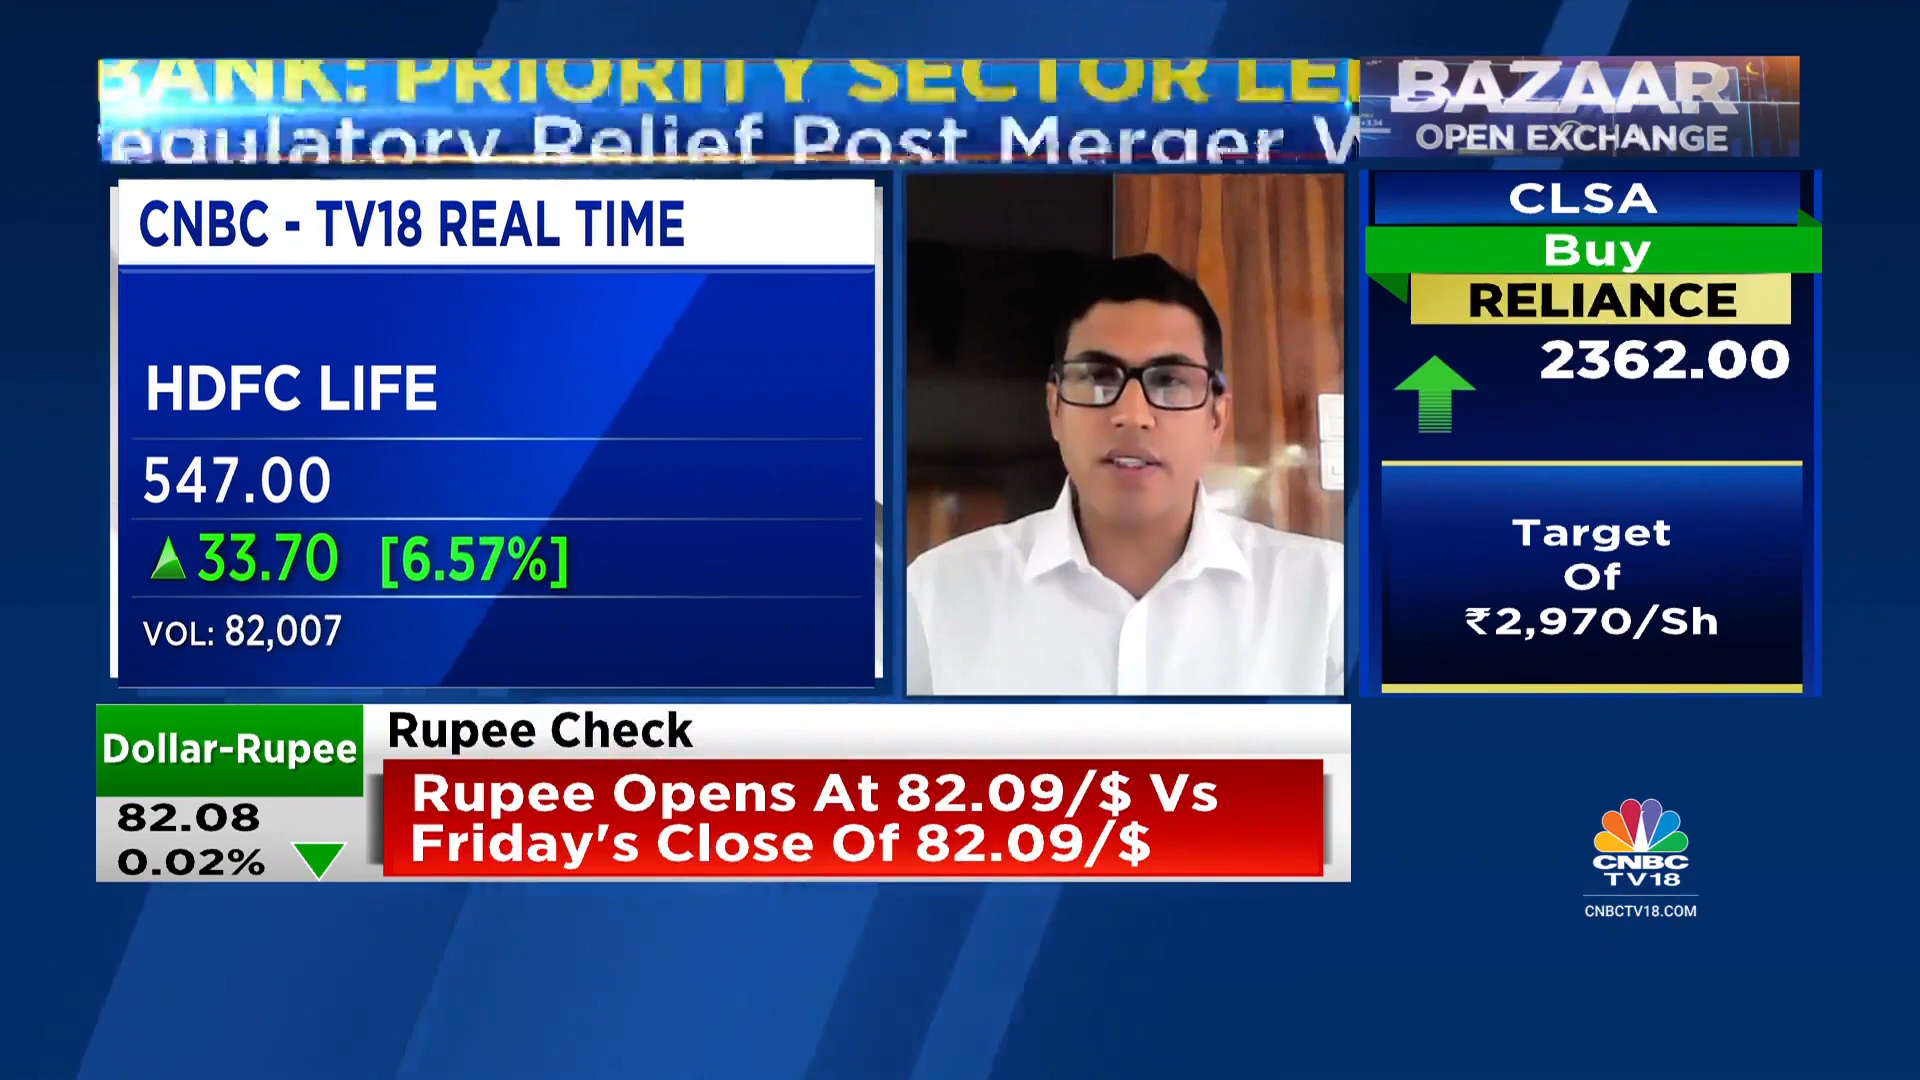 BANK: PRIORITY SECTOR
Relief Post Merger
BAZAAR
OPEN EXCHANGE
CNBC - TV18 REAL TIME
HDFC LIFE
547.00
33.70 [6.57%]
VOL: 82,007
CLSA
Buy
RELIANCE
2362.00
Target
Of
₹2,970/Sh
Dollar-Rupee
82.08
0.02%
Rupee Check
Rupee Opens At 82.09/$ Vs
Friday's Close Of 82.09/$
CNBC
TV18
CNBCTV18.COM